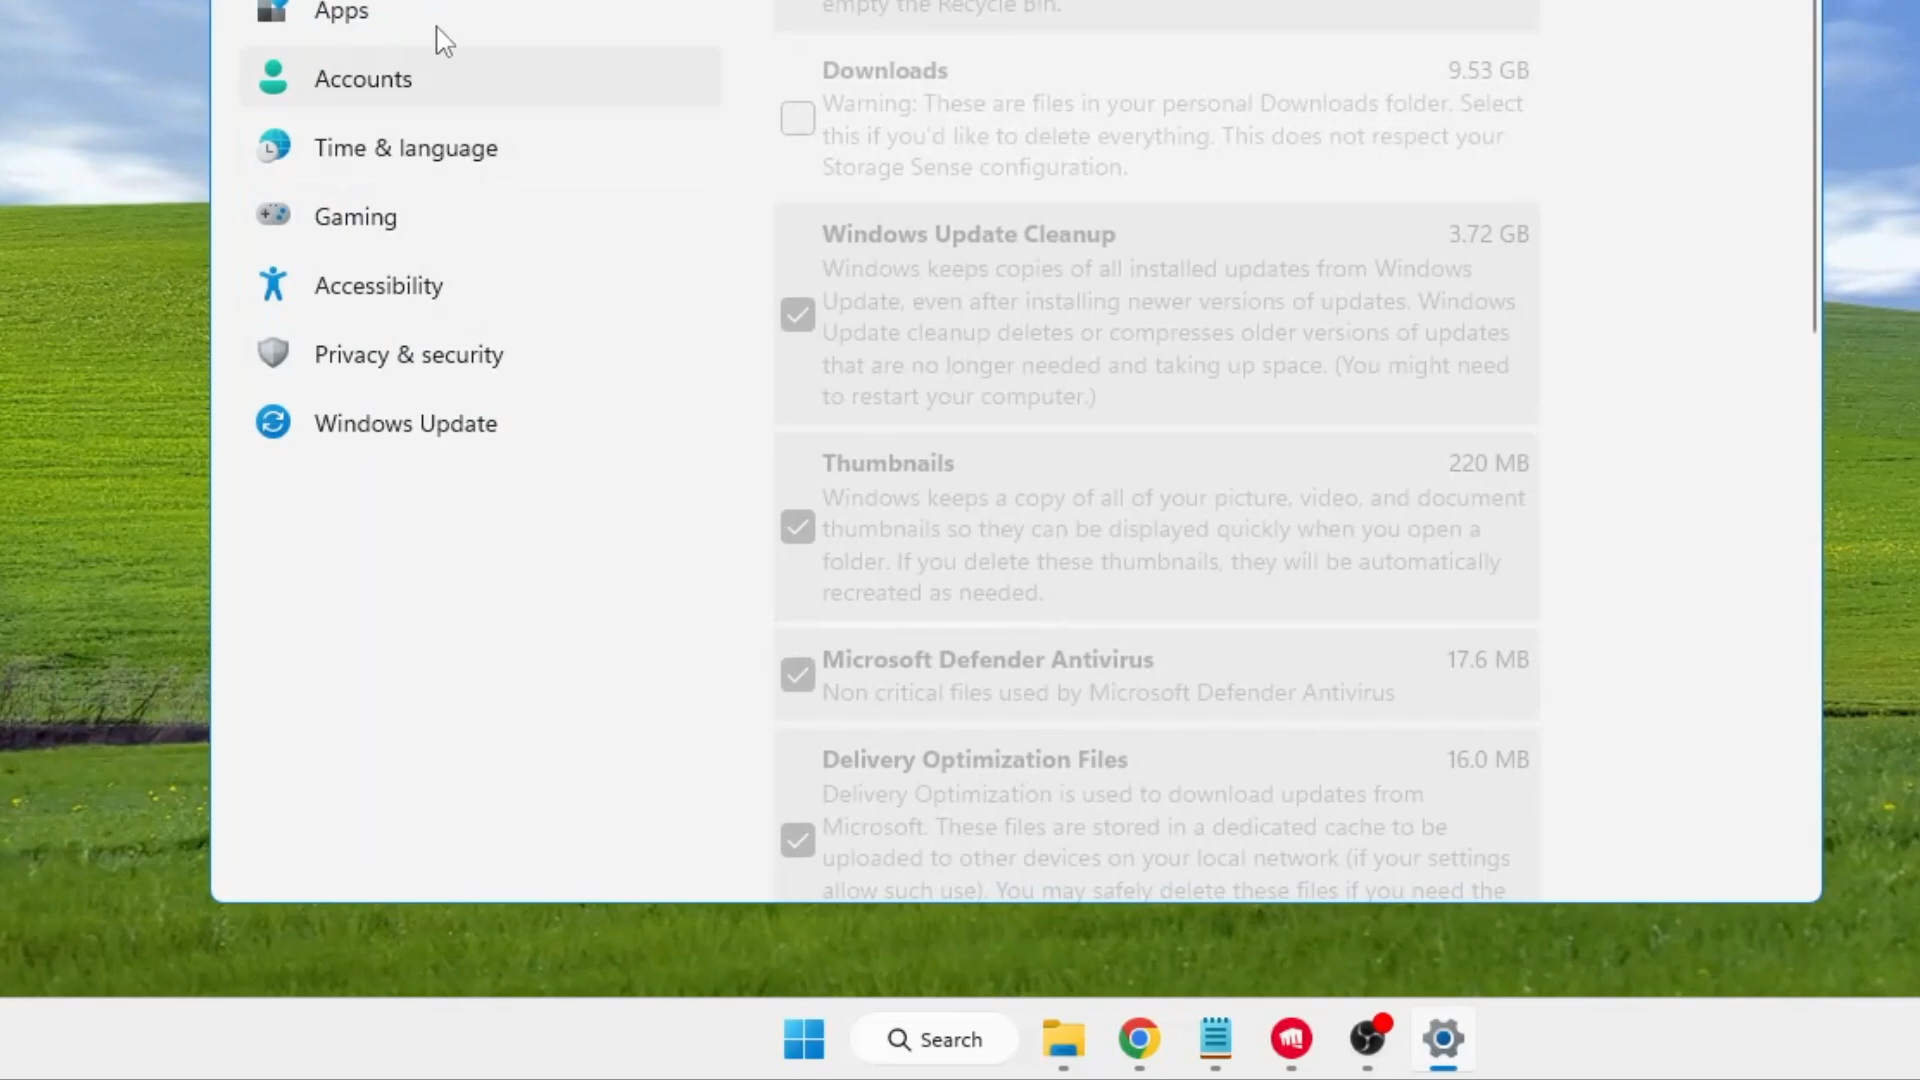 Apps
Accounts
Time & language
Gaming
Accessibility
Privacy & security
Windows Update
empty the Recycle Bin.
Downloads 9.53 GB
Warning: These are files in your personal Downloads folder. Select
this if you'd like to delete everything. This does not respect your
Storage Sense configuration.
Windows Update Cleanup 3.72 GB
Windows keeps copies of all installed updates from Windows
Update, even after installing newer versions of updates. Windows
Update cleanup deletes or compresses older versions of updates
that are no longer needed and taking up space. (You might need
to restart your computer.)
Thumbnails 220 MB
Windows keeps a copy of all of your picture, video, and document
thumbnails so they can be displayed quickly when you open a
folder. If you delete these thumbnails, they will be automatically
recreated as needed.
Microsoft Defender Antivirus 17.6 MB
Non critical files used by Microsoft Defender Antivirus
Delivery Optimization Files 16.0 MB
Delivery Optimization is used to download updates from
Microsoft. These files are stored in a dedicated cache to be
uploaded to other devices on your local network (if your settings
allow such use). You may safely delete these files if you need the
Search